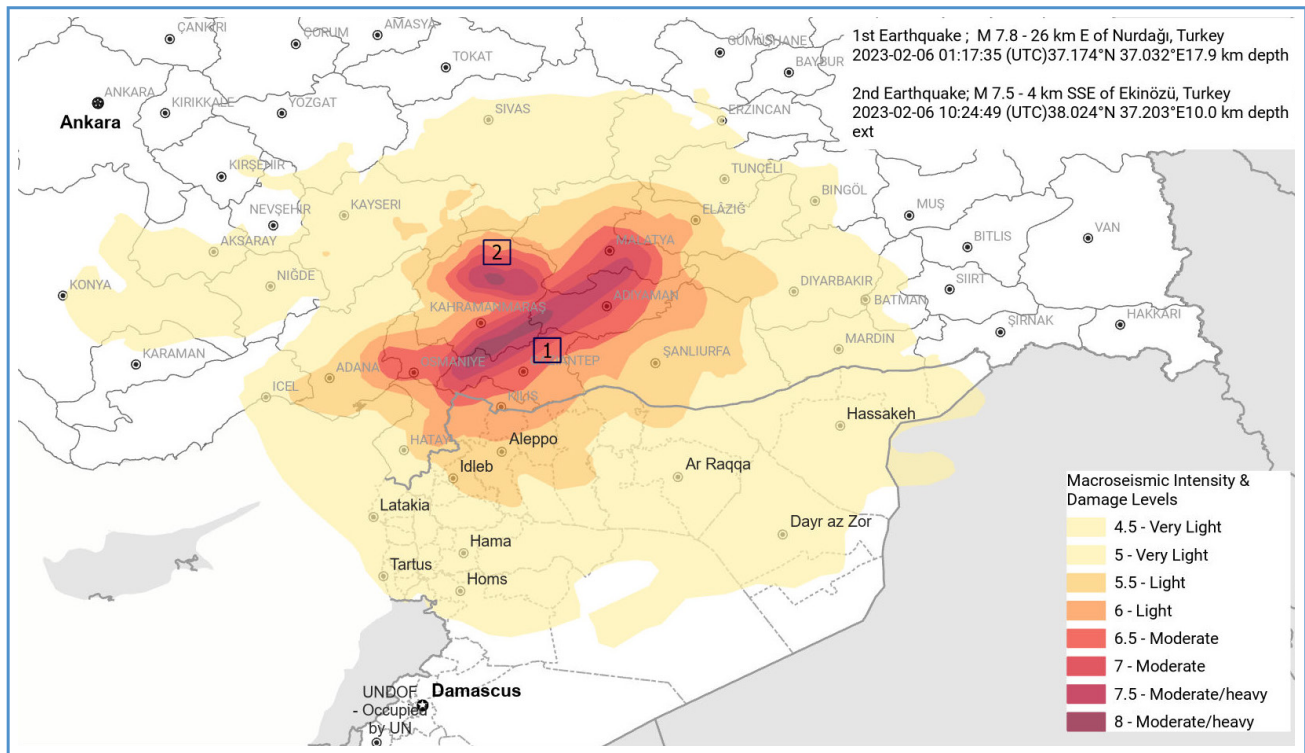 1st Earthquake ; M 7.8 - 26 km E of Nurdağı, Turkey
2023-02-06 01:17:35 (UTC)37.174°N 37.032°E17.9 km depth
2nd Earthquake; M 7.5 - 4 km SSE of Ekinözü, Turkey
2023-02-06 10:24:49 (UTC)38.024°N 37.203°E10.0 km depth
ext
ÇANKIRI
ÇORUM
AMASYA
TOKAT
GÜMÜŞHANE
BAYBUR
ANKARA
Ankara
KIRIKKALE
YOZGAT
SIVAS
ERZINCAN
KIRŞEHIR
TUNCELI
BINGÖL
MUŞ
NEVŞEHIR
KAYSERI
ELÂZIĞ
VAN
BITLIS
AKSARAY
2
MALATYA
KONYA
NIĞDE
DIYARBAKIR
BATMAN
SIIRT
KAHRAMANMARAŞ
ADIYAMAN
ŞIRNAK
HAKKARI
KARAMAN
1
MARDIN
ADANA
OSMANIYE
ANTEP
ŞANLIURFA
ICEL
KILIS
HATAY
Aleppo
Hassakeh
Idleb
Ar Raqqa
Latakia
Dayr az Zor
Hama
Tartus
Homs
UNDOF
- Occupied
by UN
Damascus
Macroseismic Intensity &
Damage Levels
4.5 - Very Light
5 - Very Light
5.5 - Light
6 - Light
6.5 - Moderate
7 - Moderate
7.5 - Moderate/heavy
8 - Moderate/heavy